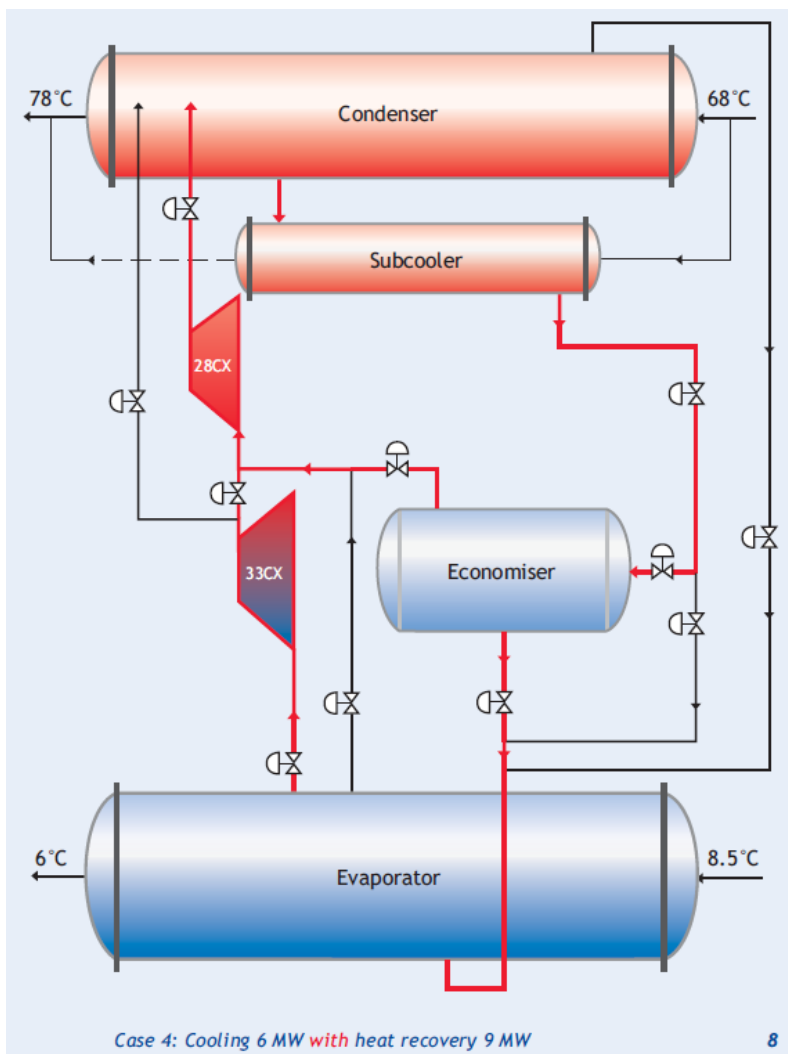 78°C
Condenser
68°C
Subcooler
28CX
33CX
Economiser
6°C
Evaporator
8.5°C
Case 4: Cooling 6 MW with heat recovery 9 MW
8